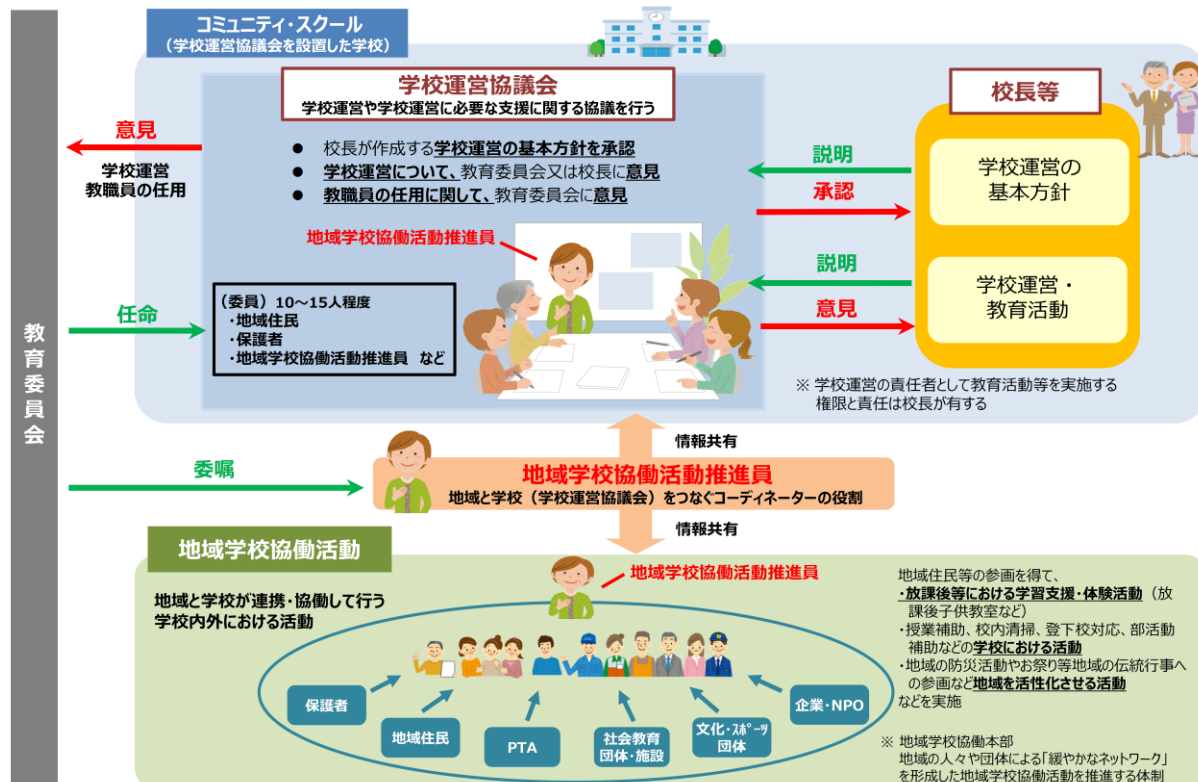 教育委員会
コミュニティ・スクール
（学校運営協議会を設置した学校）
学校運営協議会
学校運営や学校運営に必要な支援に関する協議を行う
● 校長が作成する学校運営の基本方針を承認
● 学校運営について、教育委員会又は校長に意見
● 教職員の任用に関して、教育委員会に意見
地域学校協働活動推進員
（委員）10～15人程度
・地域住民
・保護者
・地域学校協働活動推進員 など
意見
学校運営
教職員の任用
任命
校長等
説明
承認
学校運営の
基本方針
説明
意見
学校運営・
教育活動
※ 学校運営の責任者として教育活動等を実施する
権限と責任は校長が有する
情報共有
委嘱
地域学校協働活動推進員
地域と学校（学校運営協議会）をつなぐコーディネーターの役割
情報共有
地域学校協働活動
地域学校協働活動推進員
地域と学校が連携・協働して行う
学校内外における活動
保護者
地域住民
PTA
社会教育
団体・施設
文化・ｽﾎﾟｰﾂ
団体
企業・NPO
地域住民等の参画を得て、
・放課後等における学習支援・体験活動（放
課後子供教室など）
・授業補助、校内清掃、登下校対応、部活動
補助などの学校における活動
・地域の防災活動やお祭り等地域の伝統行事へ
の参画など地域を活性化させる活動
などを実施
※ 地域学校協働本部
地域の人々や団体による「緩やかなネットワーク」
を形成した地域学校協働活動を推進する体制